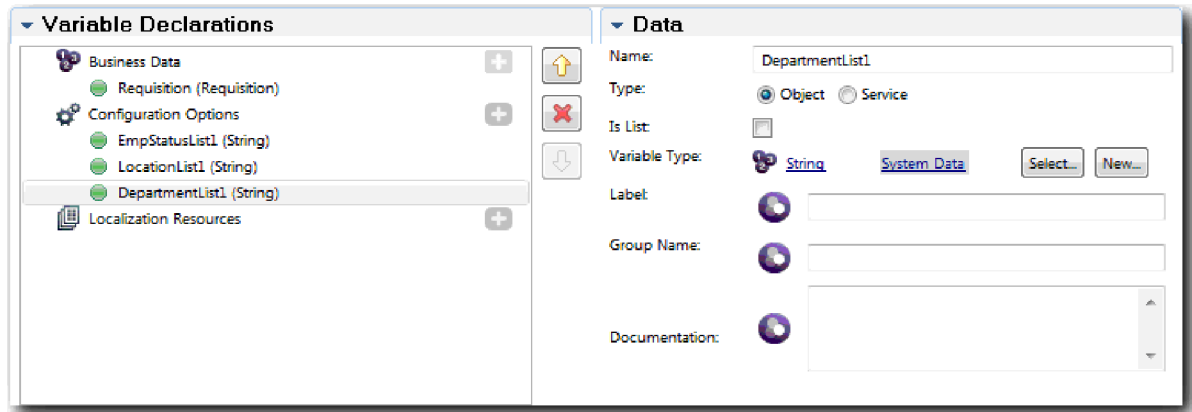 Variable Declarations
Business Data
Requisition (Requisition)
Configuration Options
EmpStatusList1 (String)
LocationList1 (String)
DepartmentList1 (String)
Localization Resources
Data
Name: DepartmentList1
Type: Object Service
Is List:
Variable Type: String System Data Select... New...
Label:
Group Name:
Documentation: